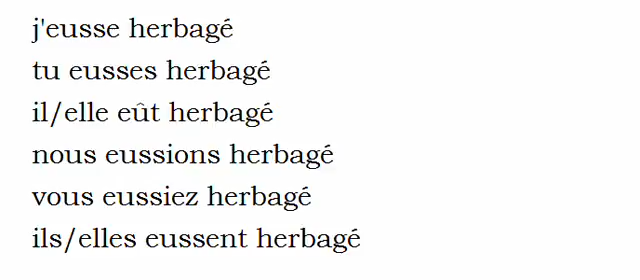 j'eusse herbagé
tu eusses herbagé
il/elle eût herbagé
nous eussions herbagé
vous eussiez herbagé
ils/elles eussent herbagé